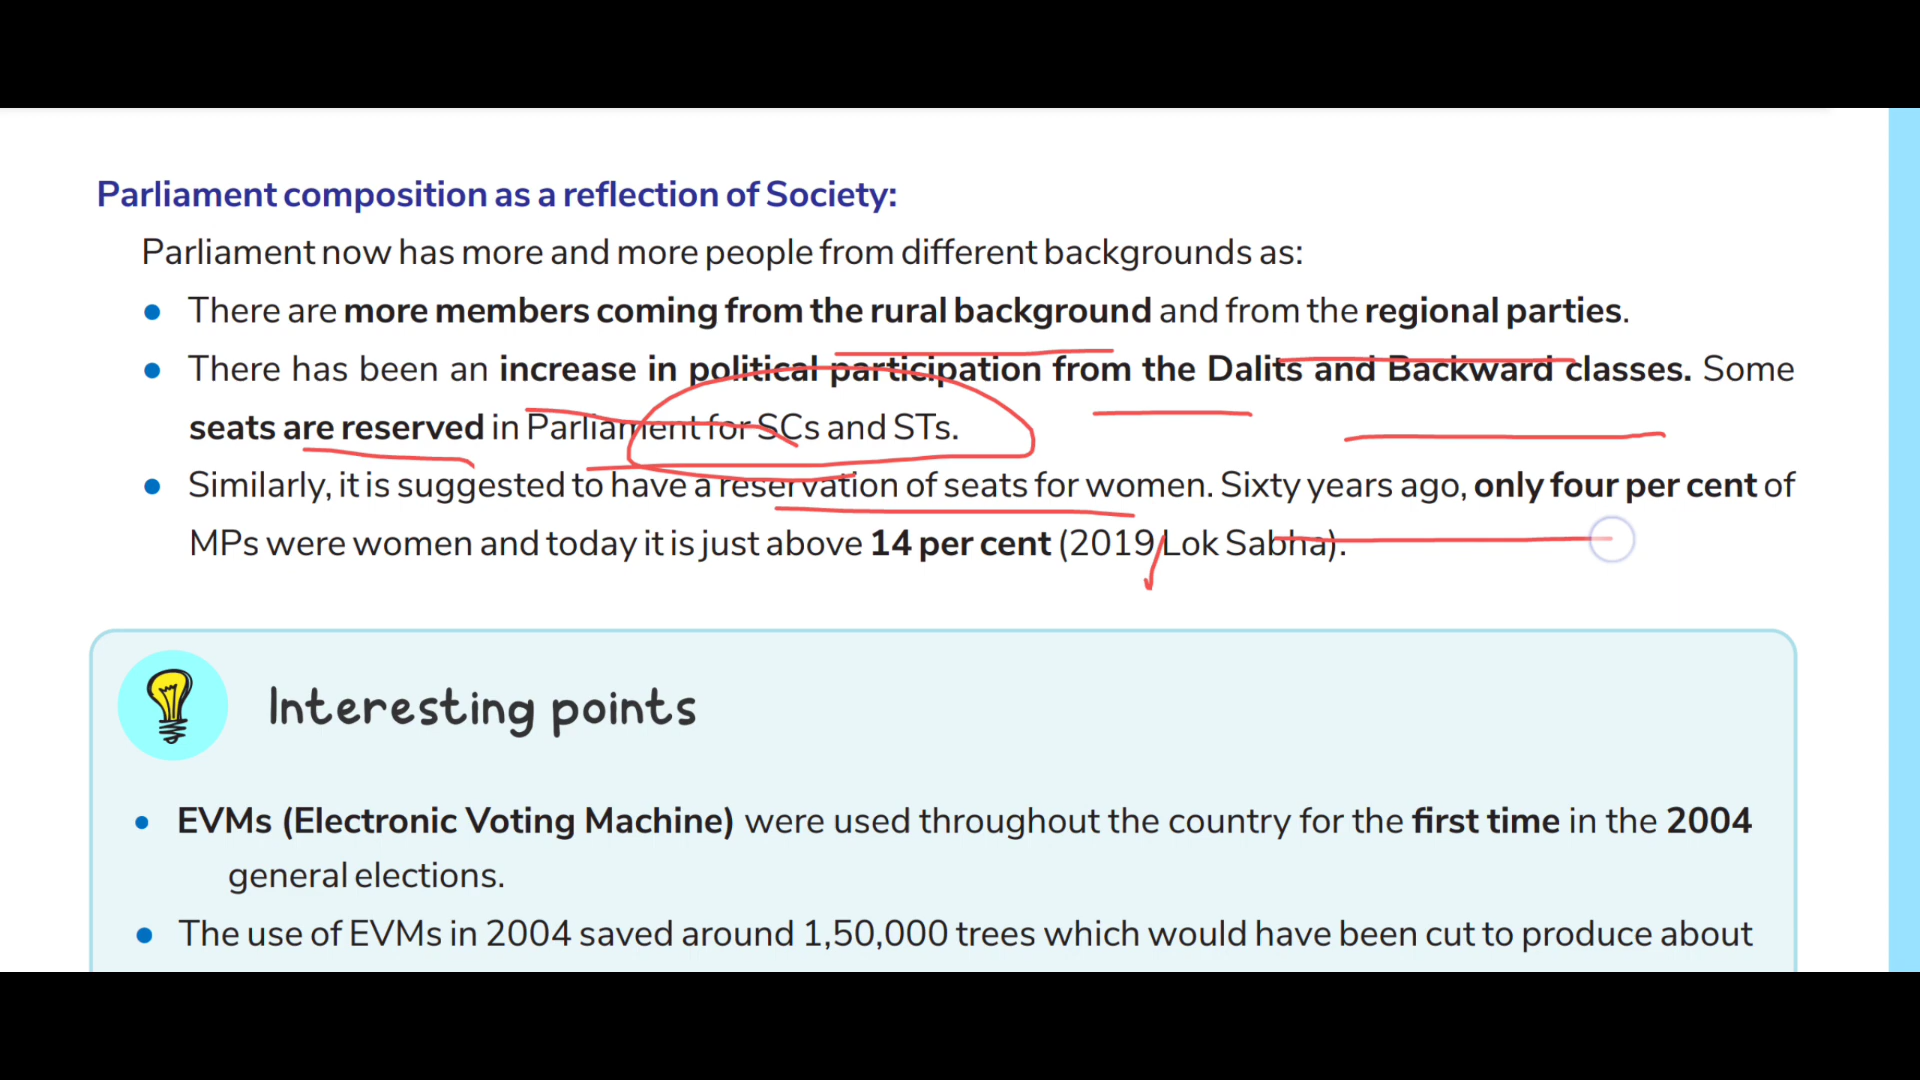 Parliament composition as a reflection of Society:
Parliament now has more and more people from different backgrounds as:
● There are more members coming from the rural background and from the regional parties.
● There has been an increase in political participation from the Dalits and Backward classes. Some
seats are reserved in Parliament for SCs and STs.
● Similarly, it is suggested to have a reservation of seats for women. Sixty years ago, only four per cent of
MPs were women and today it is just above 14 per cent (2019 Lok Sabha).
Interesting points
● EVMs (Electronic Voting Machine) were used throughout the country for the first time in the 2004
general elections.
● The use of EVMs in 2004 saved around 1,50,000 trees which would have been cut to produce about